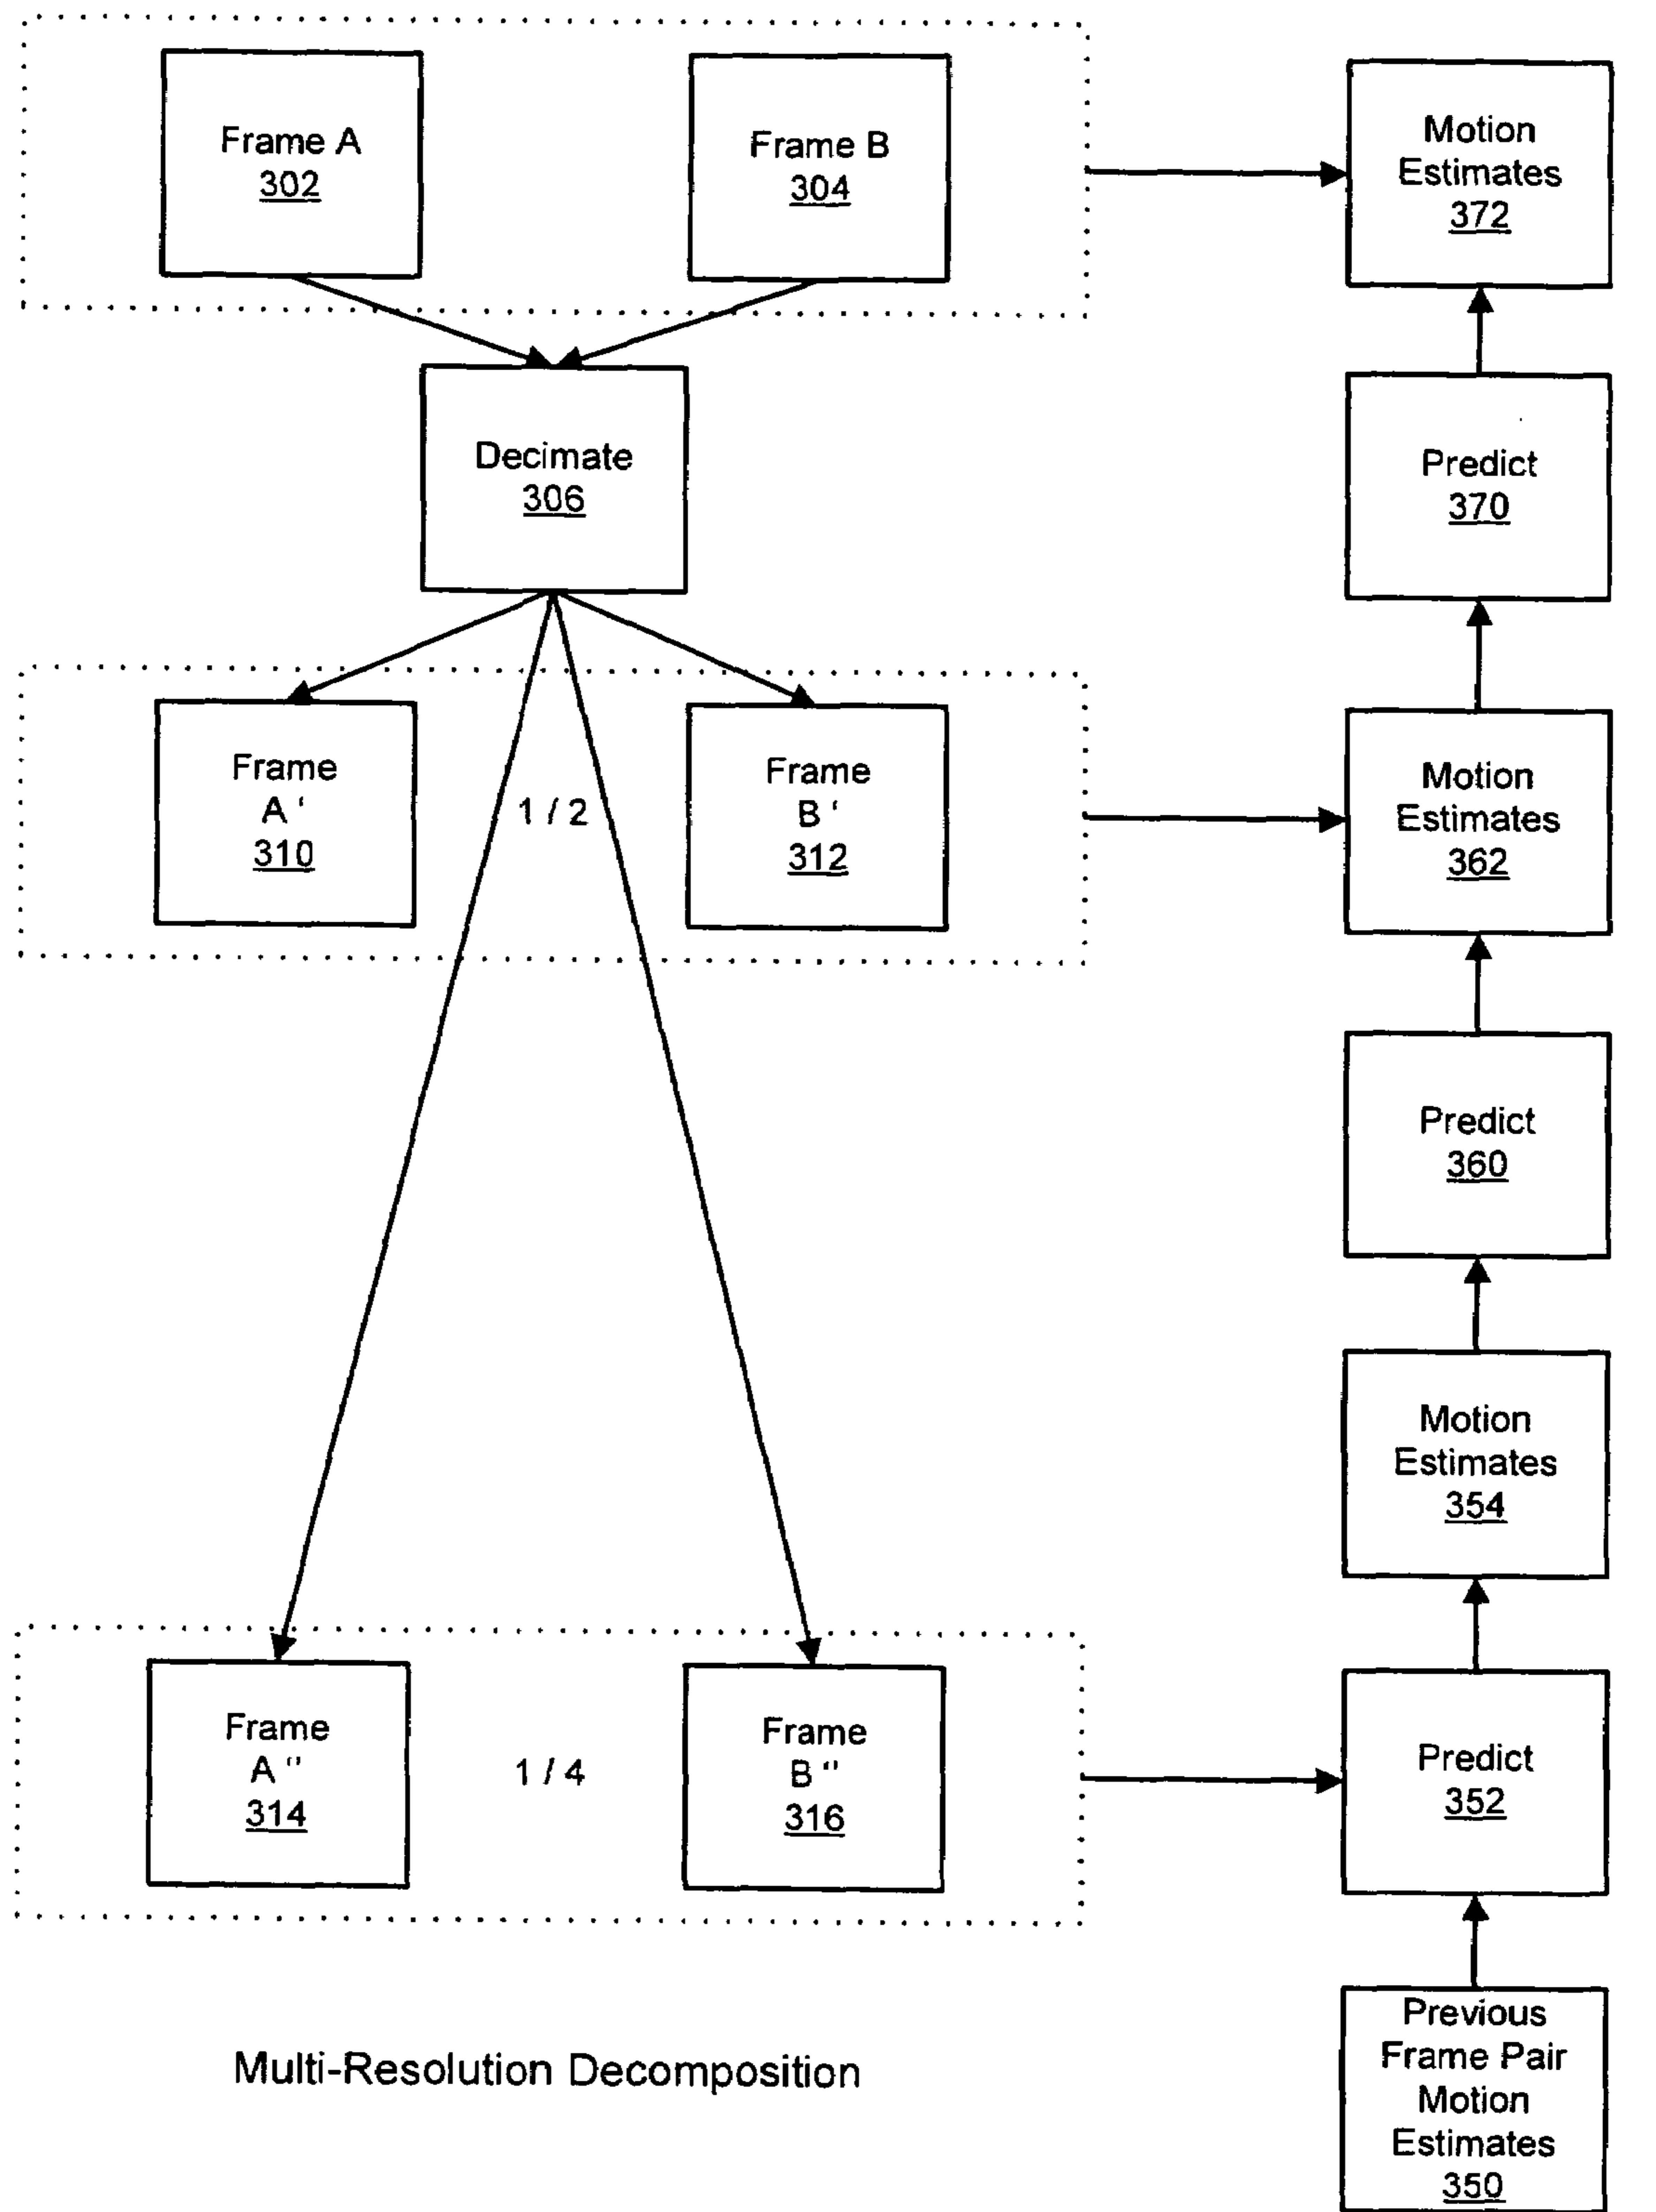 Frame A
302
Frame B
304
Motion
Estimates
372
Decimate
306
Predict
370
Frame
A '
310
1 / 2
Frame
B '
312
Motion
Estimates
362
Predict
360
Motion
Estimates
354
Frame
A "
314
1 / 4
Frame
B "
316
Predict
352
Previous
Frame Pair
Motion
Estimates
350
Multi-Resolution Decomposition